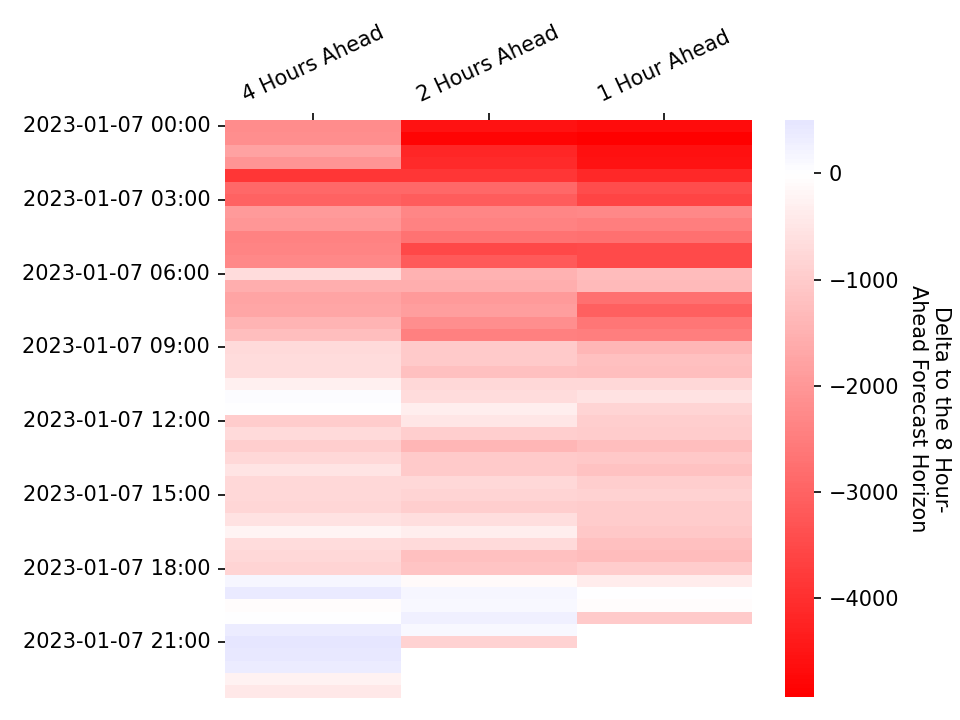 4 Hours Ahead
2 Hours Ahead
1 Hour Ahead
2023-01-07 00:00
2023-01-07 03:00
2023-01-07 06:00
2023-01-07 09:00
2023-01-07 12:00
2023-01-07 15:00
2023-01-07 18:00
2023-01-07 21:00
0
−1000
−2000
−3000
−4000
Delta to the 8 Hour-
Ahead Forecast Horizon